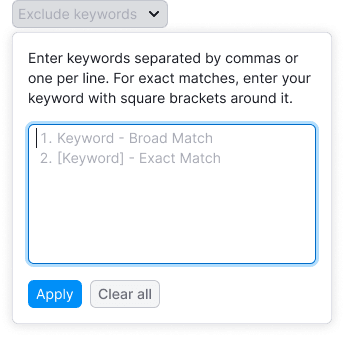 Exclude keywords
Enter keywords separated by commas or
one per line. For exact matches, enter your
keyword with square brackets around it.
1. Keyword - Broad Match
2. [Keyword] - Exact Match
Apply
Clear all